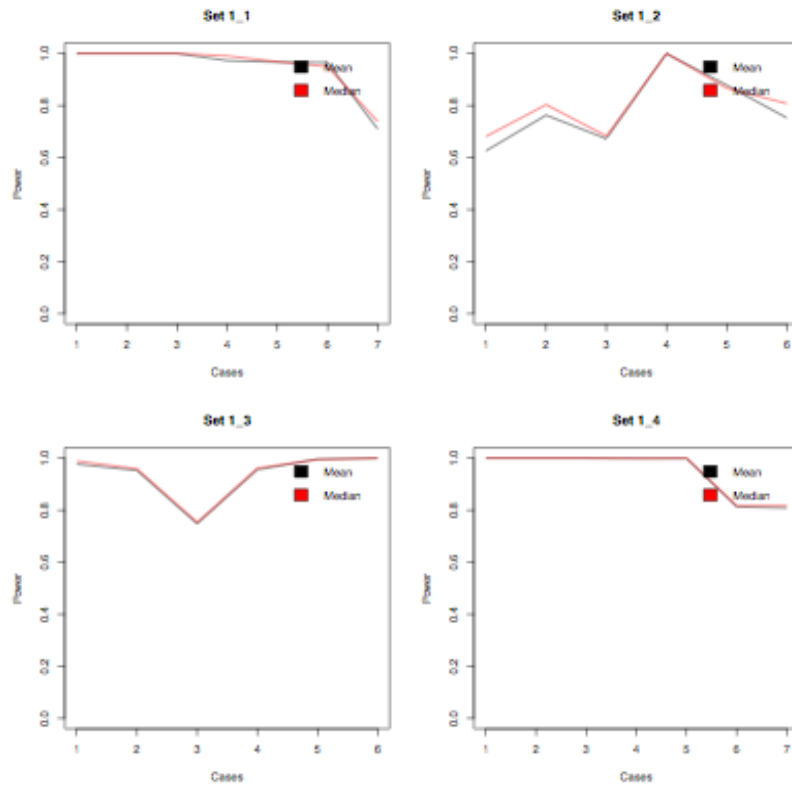 Set 1_1
1.0
0.8
0.6
0.4
0.2
0.0
Power
Mean
Median
1 2 3 4 5 6 7
Cases
Set 1_2
1.0
0.8
0.6
0.4
0.2
0.0
Power
Mean
Median
1 2 3 4 5 6
Cases
Set 1_3
1.0
0.8
0.6
0.4
0.2
0.0
Power
Mean
Median
1 2 3 4 5 6
Cases
Set 1_4
1.0
0.8
0.6
0.4
0.2
0.0
Power
Mean
Median
1 2 3 4 5 6 7
Cases